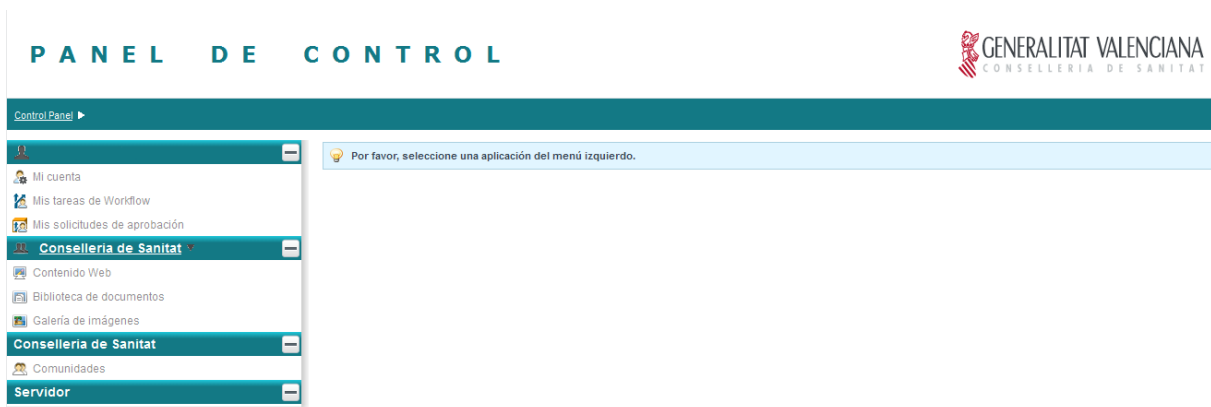 PANEL DE CONTROL
GENERALITAT VALENCIANA
CONSELLERIA DE SANITAT
Control Panel
Por favor, seleccione una aplicación del menú izquierdo.
Mi cuenta
Mis tareas de Workflow
Mis solicitudes de aprobación
Conselleria de Sanitat
Contenido Web
Biblioteca de documentos
Galería de imágenes
Conselleria de Sanitat
Comunidades
Servidor